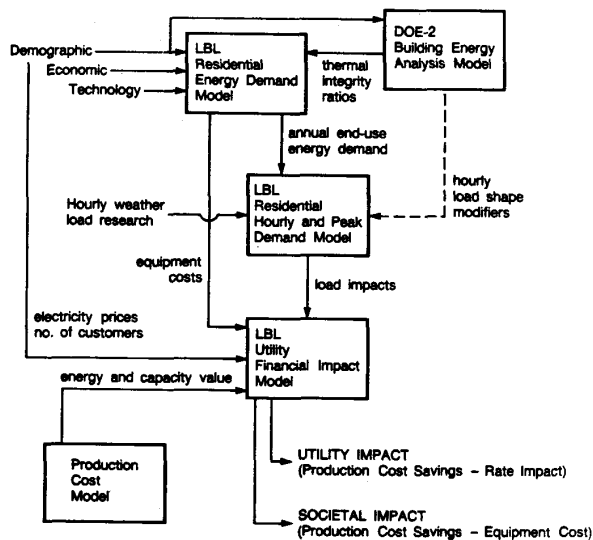 DOE-2
Building Energy
Analysis Model
Demographic
Economic
Technology
LBL
Residential
Energy Demand
Model
thermal
integrity
ratios
annual end-use
energy demand
hourly
load shape
modifiers
Hourly weather
load research
LBL
Residential
Hourly and Peak
Demand Model
equipment
costs
load impacts
electricity prices
no. of customers
LBL
Utility
Financial Impact
Model
energy and capacity value
Production
Cost
Model
UTILITY IMPACT
(Production Cost Savings - Rate Impact)
SOCIETAL IMPACT
(Production Cost Savings - Equipment Cost)